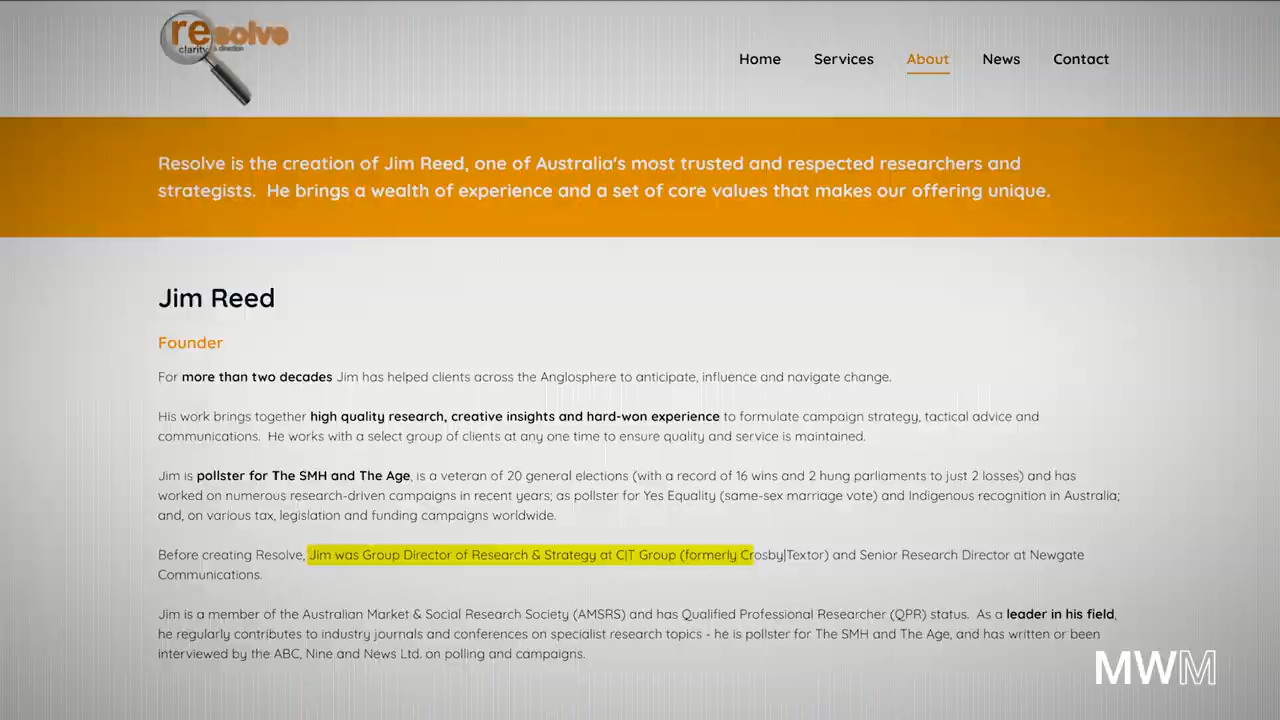 resolve
clarity & direction
Home Services About News Contact
Resolve is the creation of Jim Reed, one of Australia's most trusted and respected researchers and
strategists. He brings a wealth of experience and a set of core values that makes our offering unique.
Jim Reed
Founder
For more than two decades Jim has helped clients across the Anglosphere to anticipate, influence and navigate change.
His work brings together high quality research, creative insights and hard-won experience to formulate campaign strategy, tactical advice and
communications. He works with a select group of clients at any one time to ensure quality and service is maintained.
Jim is pollster for The SMH and The Age, is a veteran of 20 general elections (with a record of 16 wins and 2 hung parliaments to just 2 losses) and has
worked on numerous research-driven campaigns in recent years; as pollster for Yes Equality (same-sex marriage vote) and Indigenous recognition in Australia;
and, on various tax, legislation and funding campaigns worldwide.
Before creating Resolve, Jim was Group Director of Research & Strategy at C|T Group (formerly Crosby|Textor) and Senior Research Director at Newgate
Communications.
Jim is a member of the Australian Market & Social Research Society (AMSRS) and has Qualified Professional Researcher (QPR) status. As a leader in his field,
he regularly contributes to industry journals and conferences on specialist research topics - he is pollster for The SMH and The Age, and has written or been
interviewed by the ABC, Nine and News Ltd. on polling and campaigns.
MWM